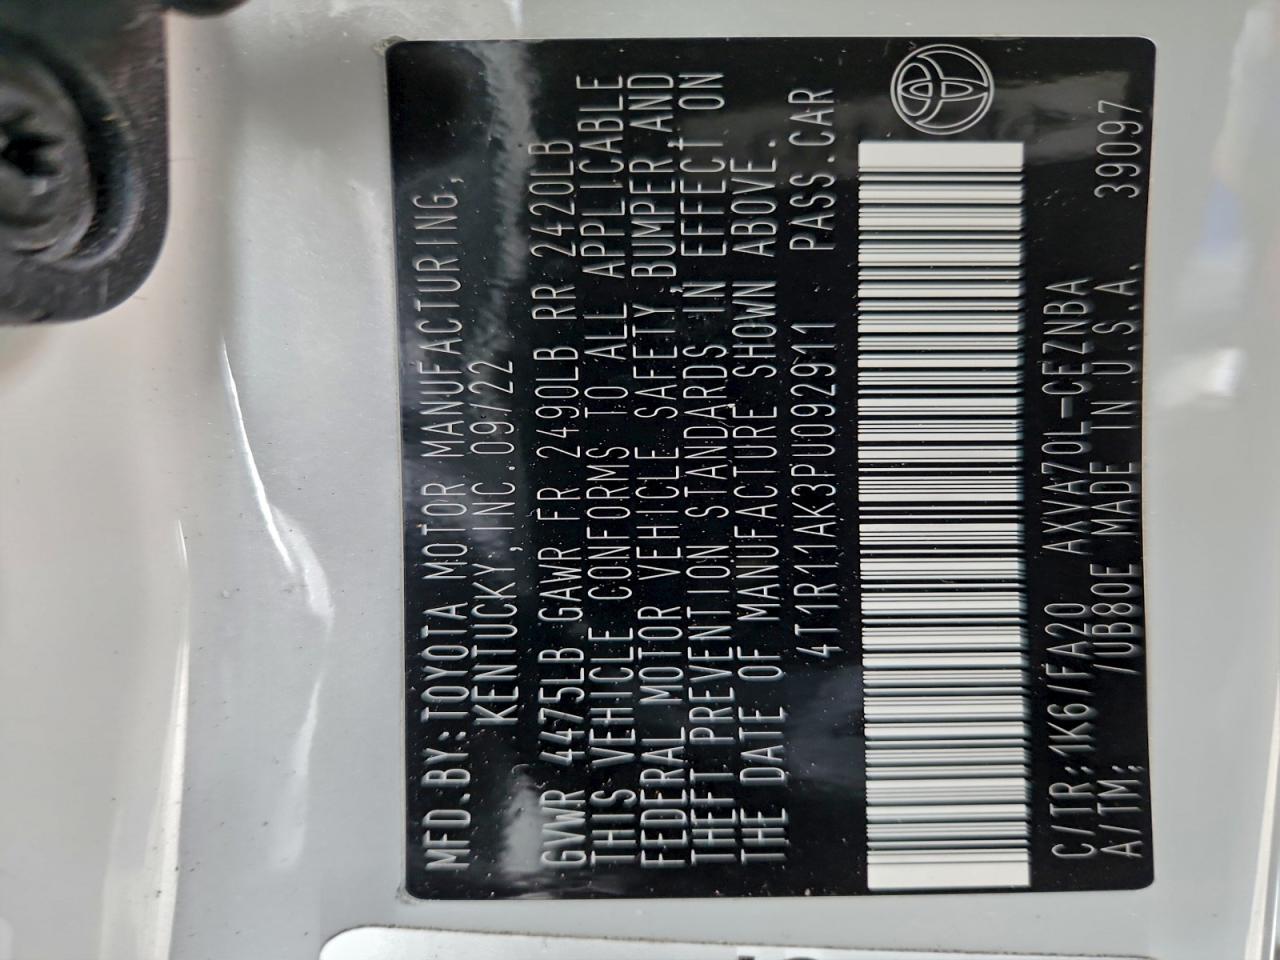 MFD.BY:TOYOTA MOTOR MANUFACTURING,
KENTUCKY,INC.09/22
GVWR 4475LB GAWR FR 2490LB RR 2420LB
THIS VEHICLE CONFORMS TO ALL APPLICABLE
FEDERAL MOTOR VEHICLE SAFETY,BUMPER,AND
THEFT PREVENTION STANDARDS IN EFFECT ON
THE DATE OF MANUFACTURE SHOWN ABOVE.
4T1R11AK3PU092911 PASS.CAR
C/TR:1K6/FA20 AXVA70L-CEZNBA
A/TM: /UB80E MADE IN U.S.A. 39097